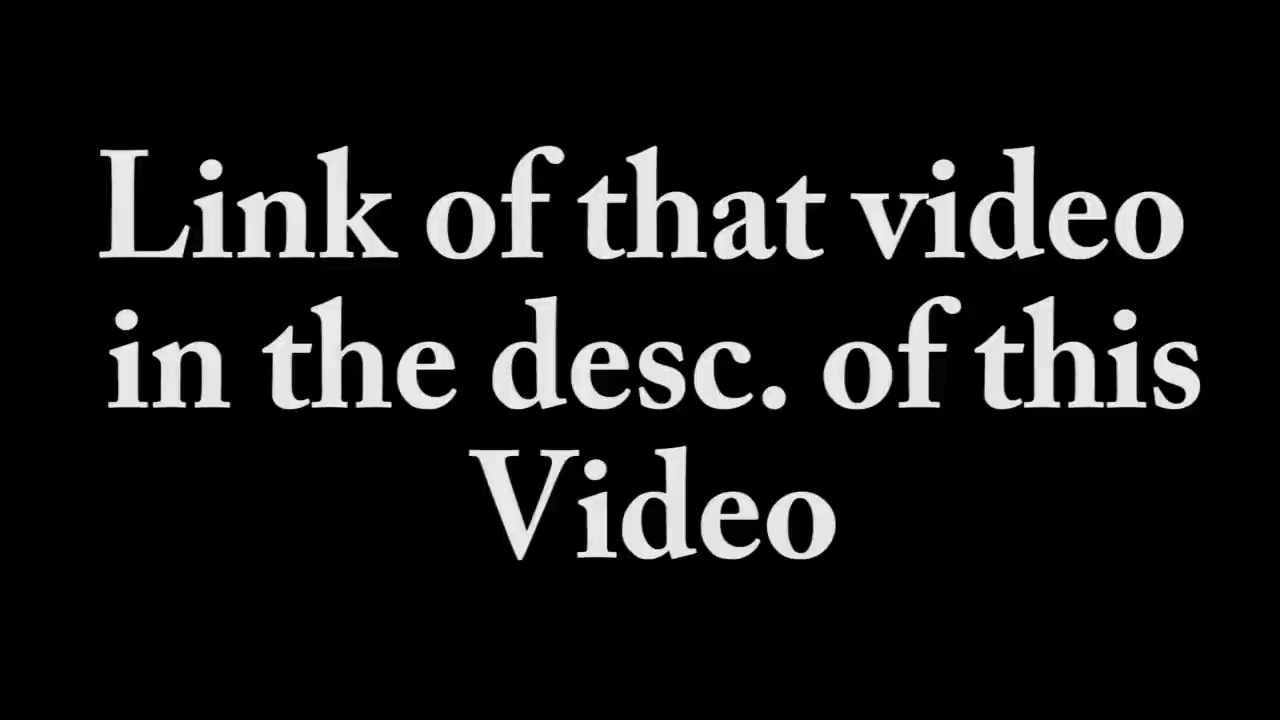 Link of that video
in the desc. of this
Video